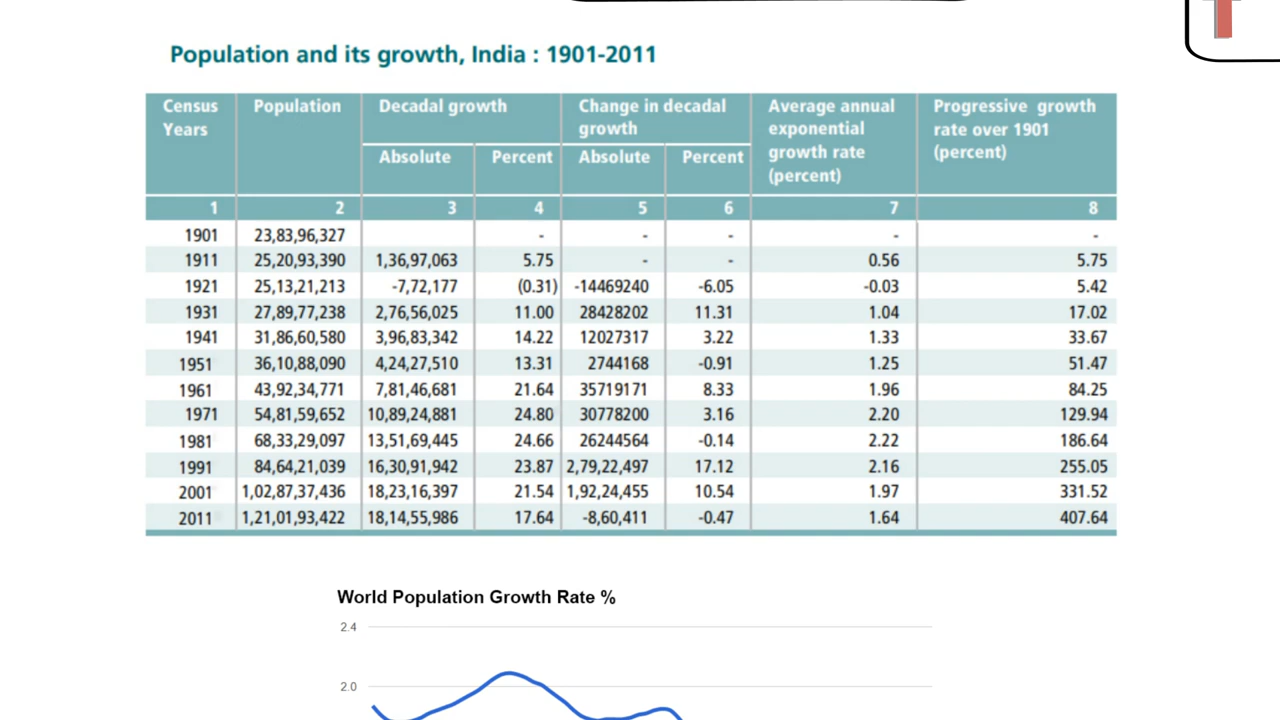 Population and its growth, India : 1901-2011
Census Years Population Decadal growth Change in decadal growth Average annual exponential growth rate (percent) Progressive growth rate over 1901 (percent)
Absolute Percent Absolute Percent
1 2 3 4 5 6 7 8
1901 23,83,96,327 - - - - -
1911 25,20,93,390 1,36,97,063 5.75 - - 0.56 5.75
1921 25,13,21,213 -7,72,177 (0.31) -14469240 -6.05 -0.03 5.42
1931 27,89,77,238 2,76,56,025 11.00 28428202 11.31 1.04 17.02
1941 31,86,60,580 3,96,83,342 14.22 12027317 3.22 1.33 33.67
1951 36,10,88,090 4,24,27,510 13.31 2744168 -0.91 1.25 51.47
1961 43,92,34,771 7,81,46,681 21.64 35719171 8.33 1.96 84.25
1971 54,81,59,652 10,89,24,881 24.80 30778200 3.16 2.20 129.94
1981 68,33,29,097 13,51,69,445 24.66 26244564 -0.14 2.22 186.64
1991 84,64,21,039 16,30,91,942 23.87 2,79,22,497 17.12 2.16 255.05
2001 1,02,87,37,436 18,23,16,397 21.54 1,92,24,455 10.54 1.97 331.52
2011 1,21,01,93,422 18,14,55,986 17.64 -8,60,411 -0.47 1.64 407.64
World Population Growth Rate %
2.4
2.0